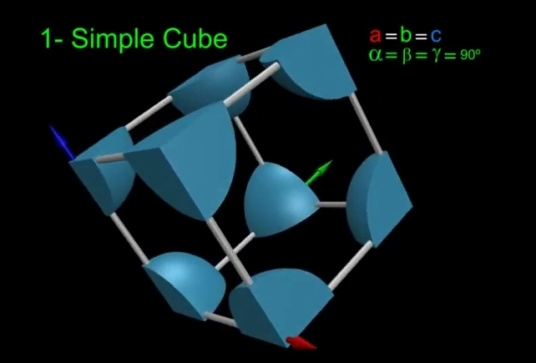 1- Simple Cube
a = b = c
α = β = γ = 90º